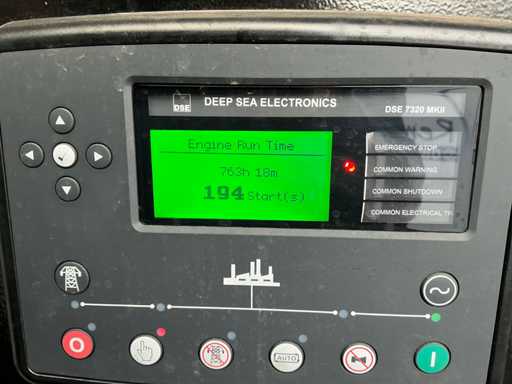 DSE
DEEP SEA ELECTRONICS
DSE 7320 MKII
Engine Run Time
763h 18m
194 Start(s)
EMERGENCY STOP
COMMON WARNING
COMMON SHUTDOWN
COMMON ELECTRICAL TR
AUTO